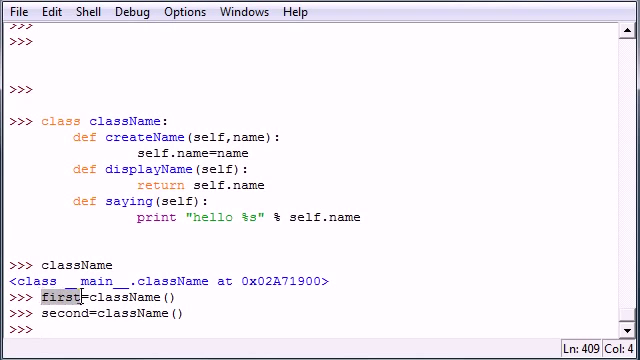 File Edit Shell Debug Options Windows Help
>>>
>>>
>>>
>>> class className:
def createName(self,name):
self.name=name
def displayName(self):
return self.name
def saying(self):
print "hello %s" % self.name
>>> className
<class __main__.className at 0x02A71900>
>>> first=className()
>>> second=className()
>>>
Ln: 409 Col: 4